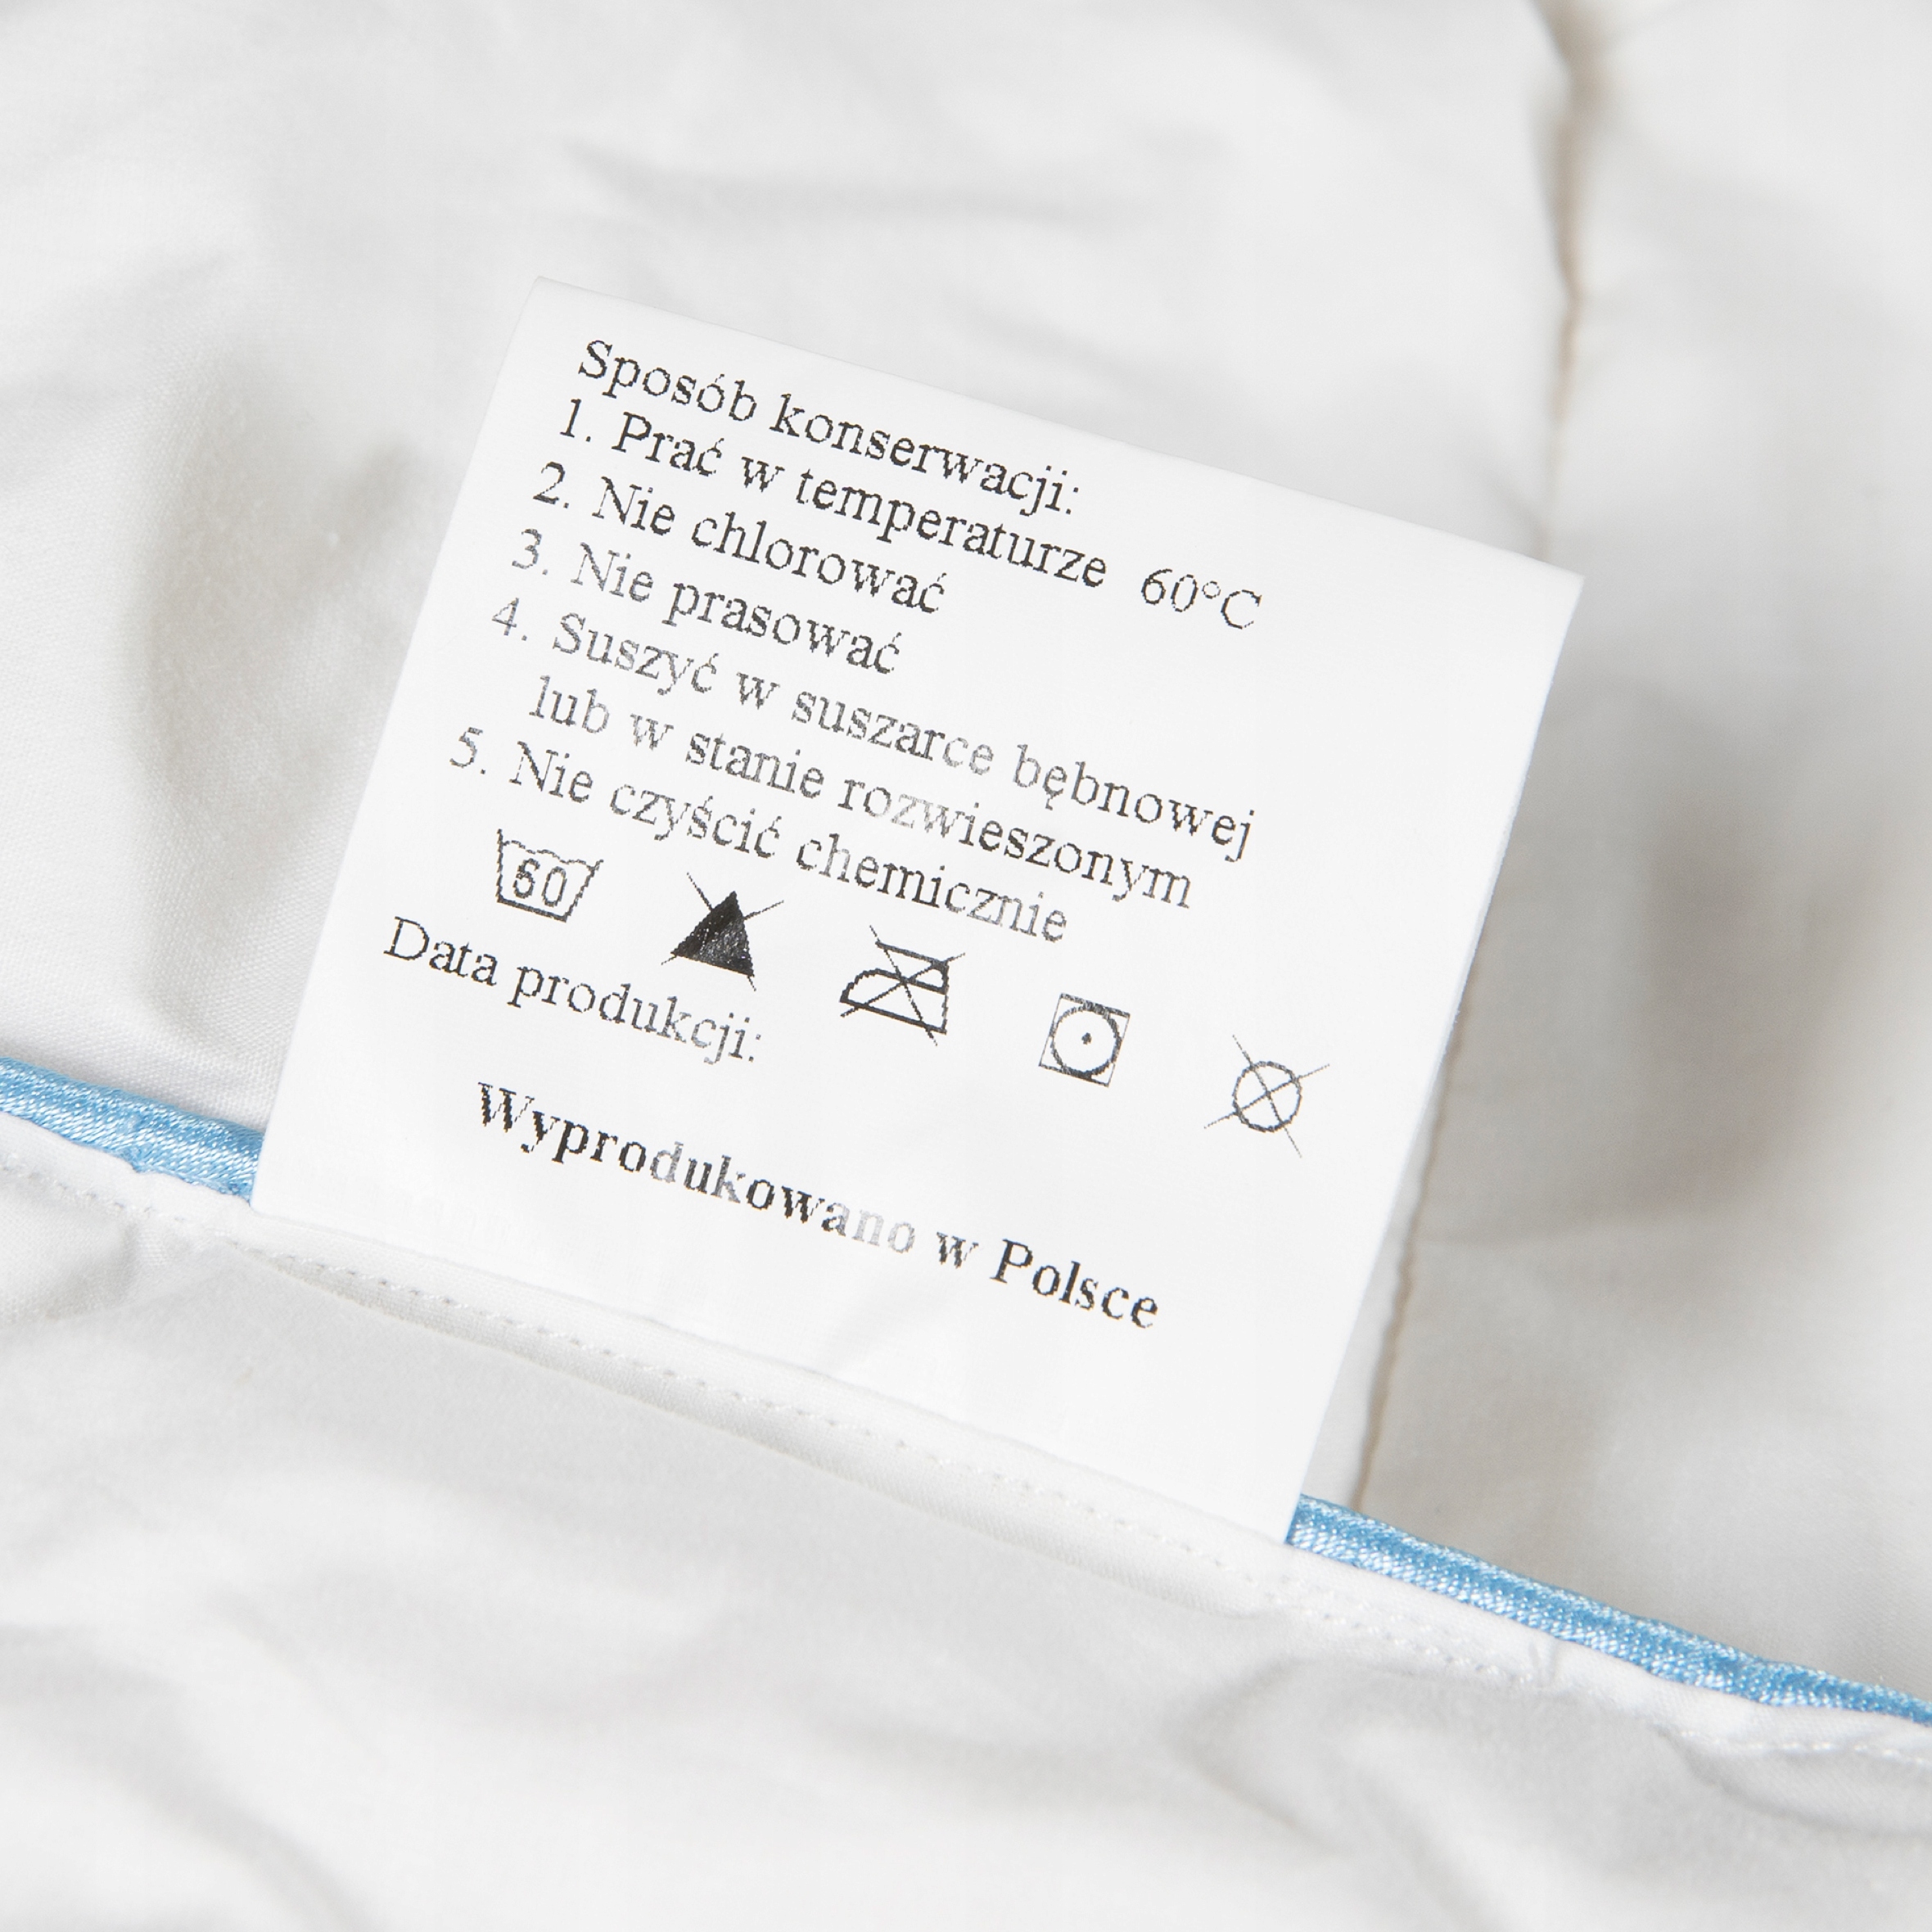 Sposób konserwacji:
1. Prać w temperaturze 60°C
2. Nie chlorować
3. Nie prasować
4. Suszyć w suszarce bębnowej
lub w stanie rozwieszonym
5. Nie czyścić chemicznie
60
Data produkcji:
Wyprodukowano w Polsce